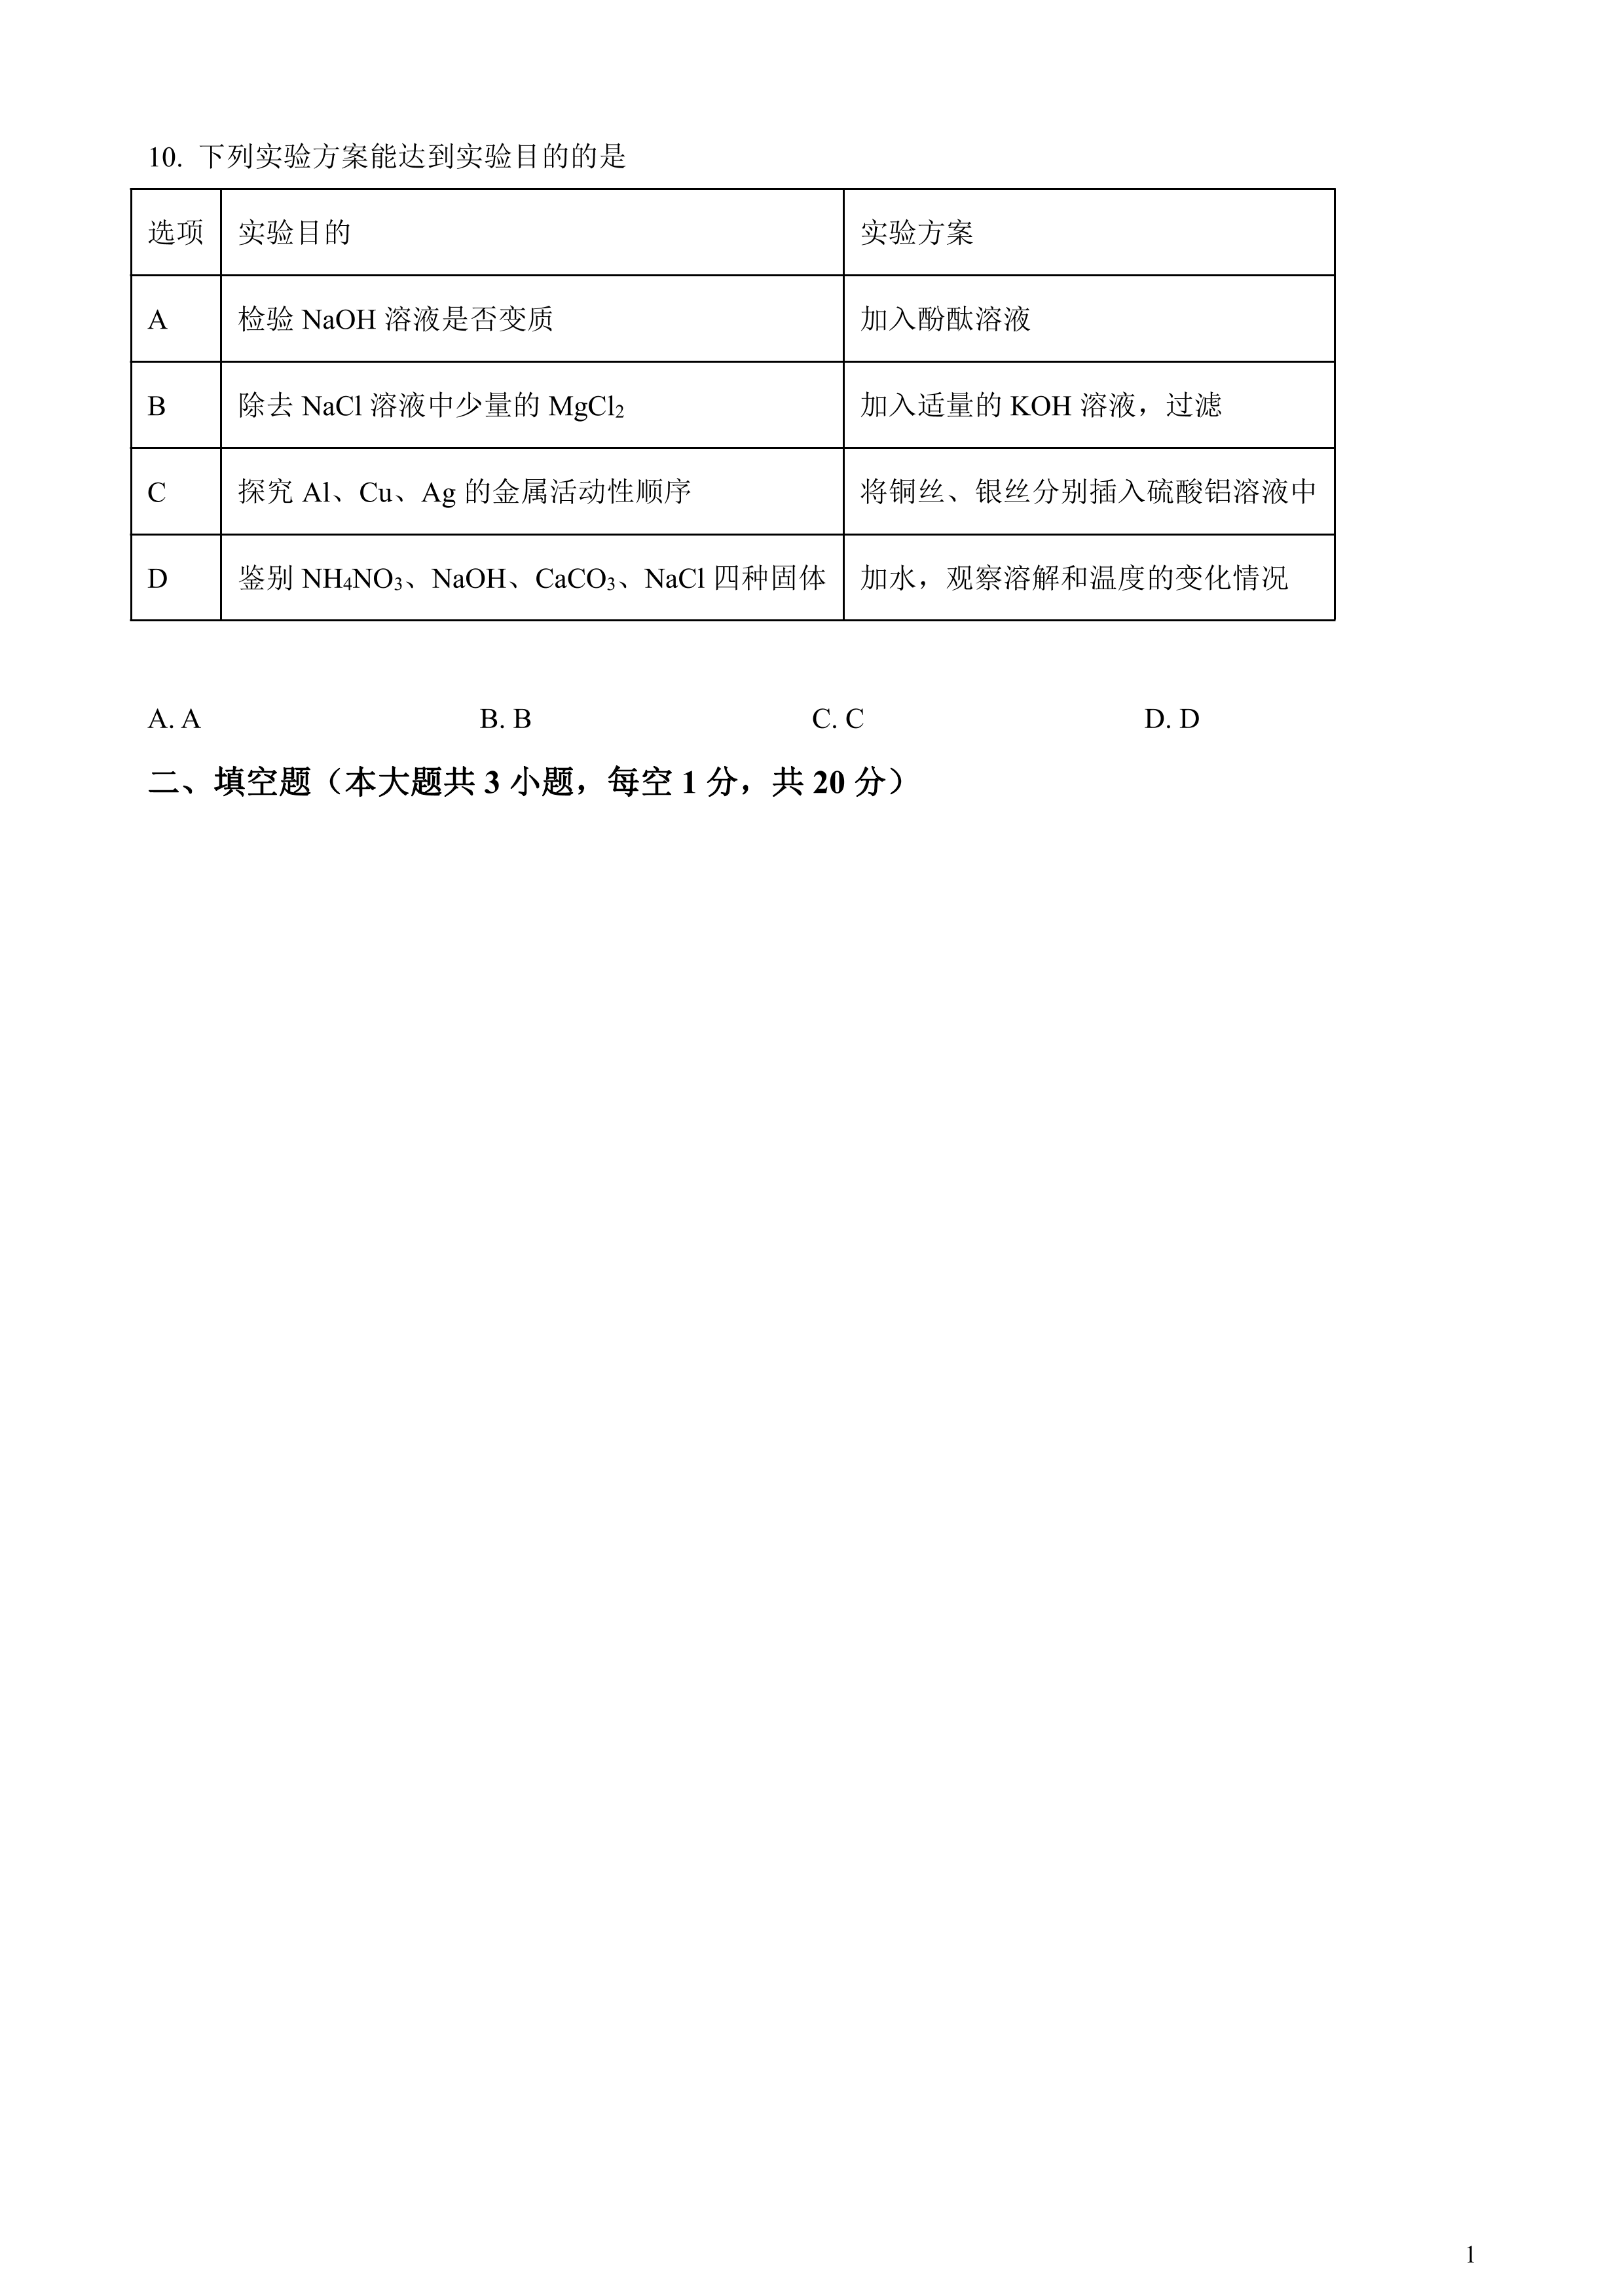 10. 下列实验方案能达到实验目的的是
选项 实验目的 实验方案
A 检验 NaOH 溶液是否变质 加入酚酞溶液
B 除去 NaCl 溶液中少量的 MgCl₂ 加入适量的 KOH 溶液，过滤
C 探究 Al、Cu、Ag 的金属活动性顺序 将铜丝、银丝分别插入硫酸铝溶液中
D 鉴别 NH₄NO₃、NaOH、CaCO₃、NaCl 四种固体 加水，观察溶解和温度的变化情况
A. A B. B C. C D. D
二、填空题（本大题共 3 小题，每空 1 分，共 20 分）
1